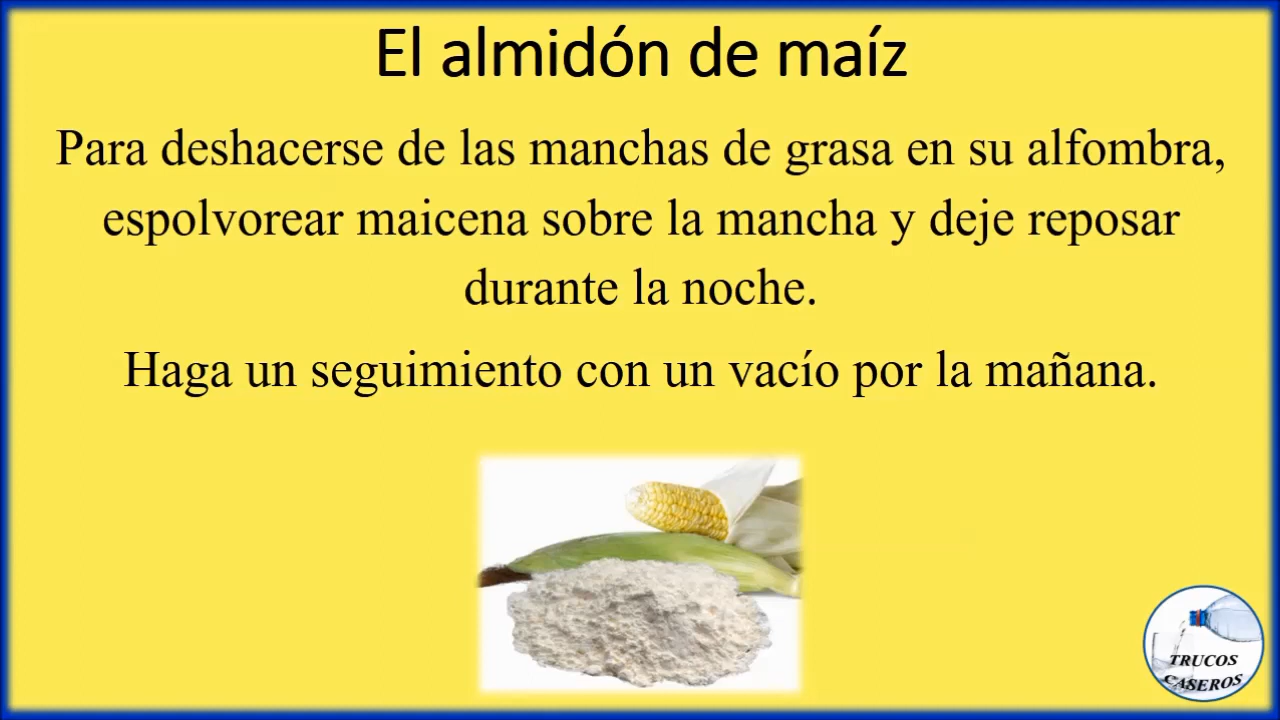 El almidón de maíz
Para deshacerse de las manchas de grasa en su alfombra,
espolvorear maicena sobre la mancha y deje reposar
durante la noche.
Haga un seguimiento con un vacío por la mañana.
TRUCOS
CASEROS